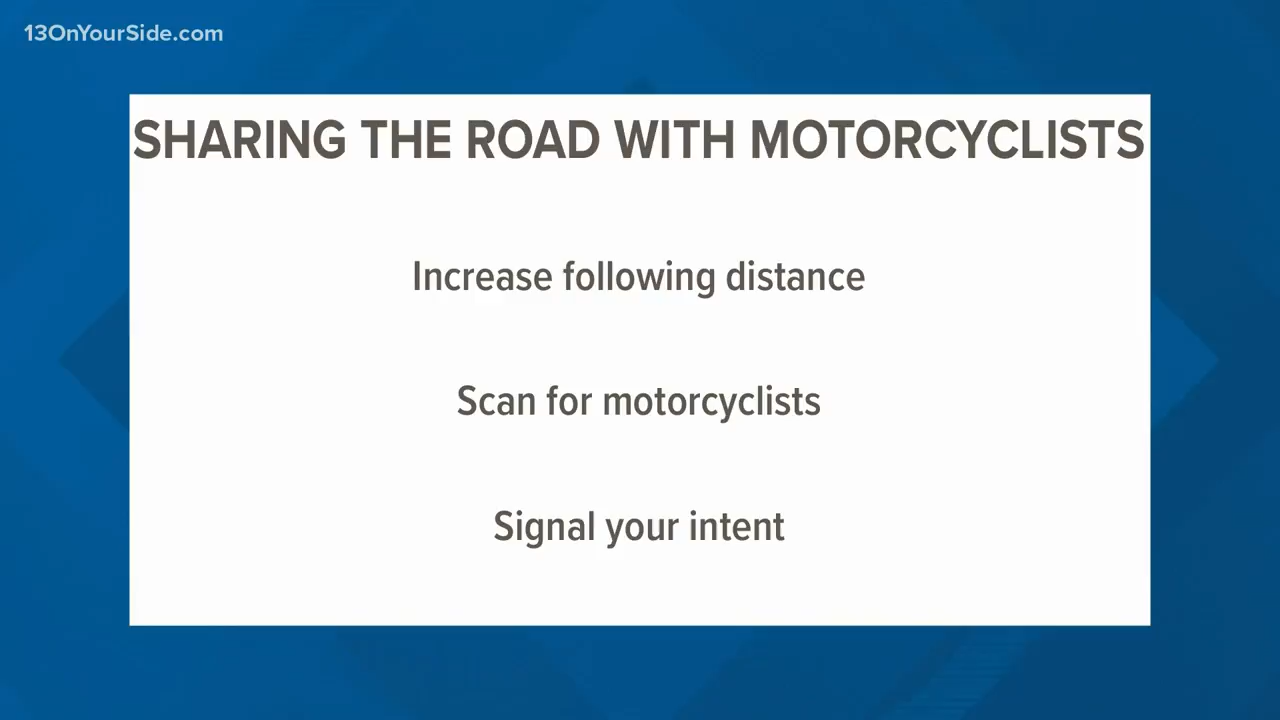 13OnYourSide.com
SHARING THE ROAD WITH MOTORCYCLISTS
Increase following distance
Scan for motorcyclists
Signal your intent